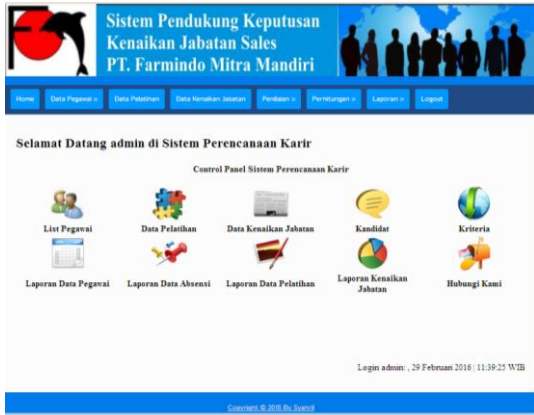 Sistem Pendukung Keputusan
Kenaikan Jabatan Sales
PT. Farmindo Mitra Mandiri
Home Data Pegawai » Data Pelatihan Data Kenaikan Jabatan Penilaian » Perhitungan » Laporan » Logout
Selamat Datang admin di Sistem Perencanaan Karir
Control Panel Sistem Perencanaan Karir
List Pegawai Data Pelatihan Data Kenaikan Jabatan Kandidat Kriteria
Laporan Data Pegawai Laporan Data Absensi Laporan Data Pelatihan Laporan Kenaikan Jabatan Hubungi Kami
Login admin: , 29 Februari 2016 | 11:39:25 WIB
Copyright © By